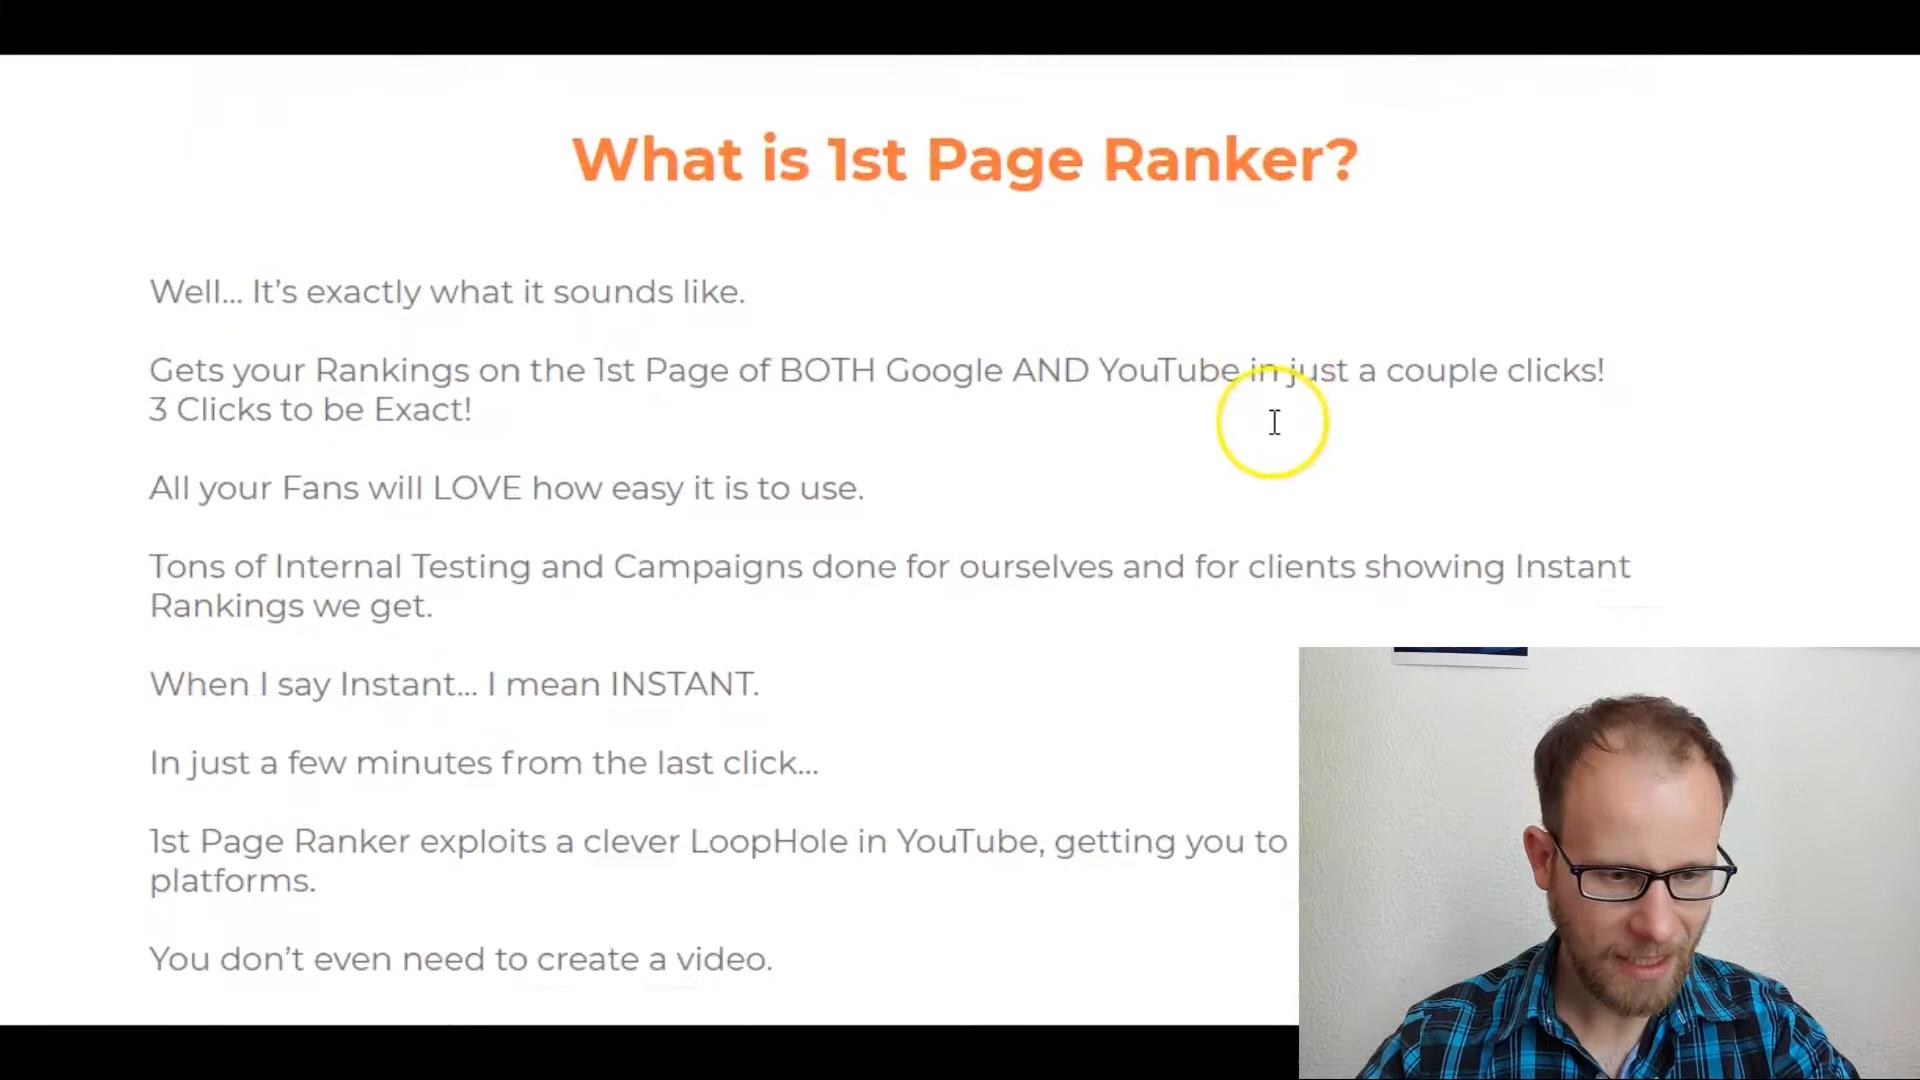 What is 1st Page Ranker?
Well... It's exactly what it sounds like.
Gets your Rankings on the 1st Page of BOTH Google AND YouTube in just a couple clicks!
3 Clicks to be Exact!
All your Fans will LOVE how easy it is to use.
Tons of Internal Testing and Campaigns done for ourselves and for clients showing Instant
Rankings we get.
When I say Instant... I mean INSTANT.
In just a few minutes from the last click...
1st Page Ranker exploits a clever LoopHole in YouTube, getting you to
platforms.
You don't even need to create a video.